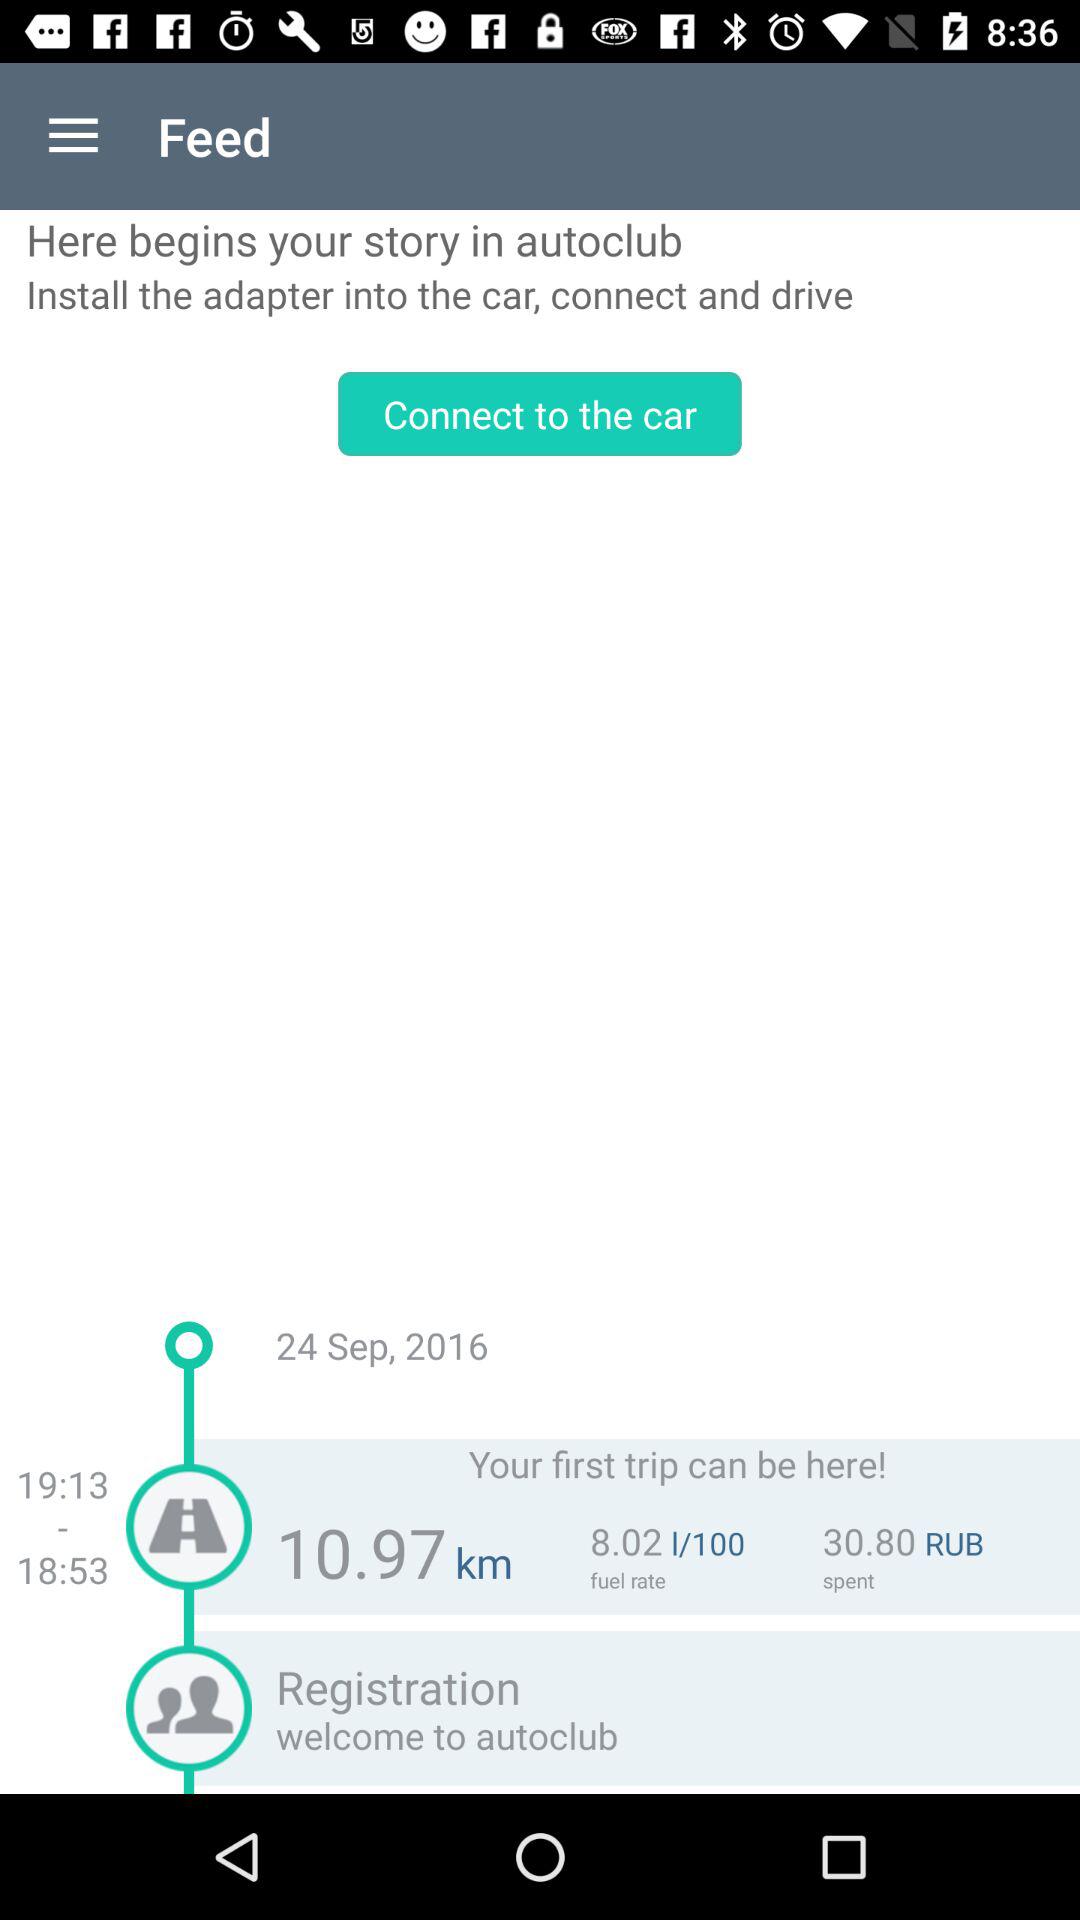 FOX
SPORTS
8:36
Feed
Here begins your story in autoclub
Install the adapter into the car, connect and drive
Connect to the car
24 Sep, 2016
Your first trip can be here!
19:13
-
18:53
10.97 km
8.02 l/100
fuel rate
30.80 RUB
spent
Registration
welcome to autoclub